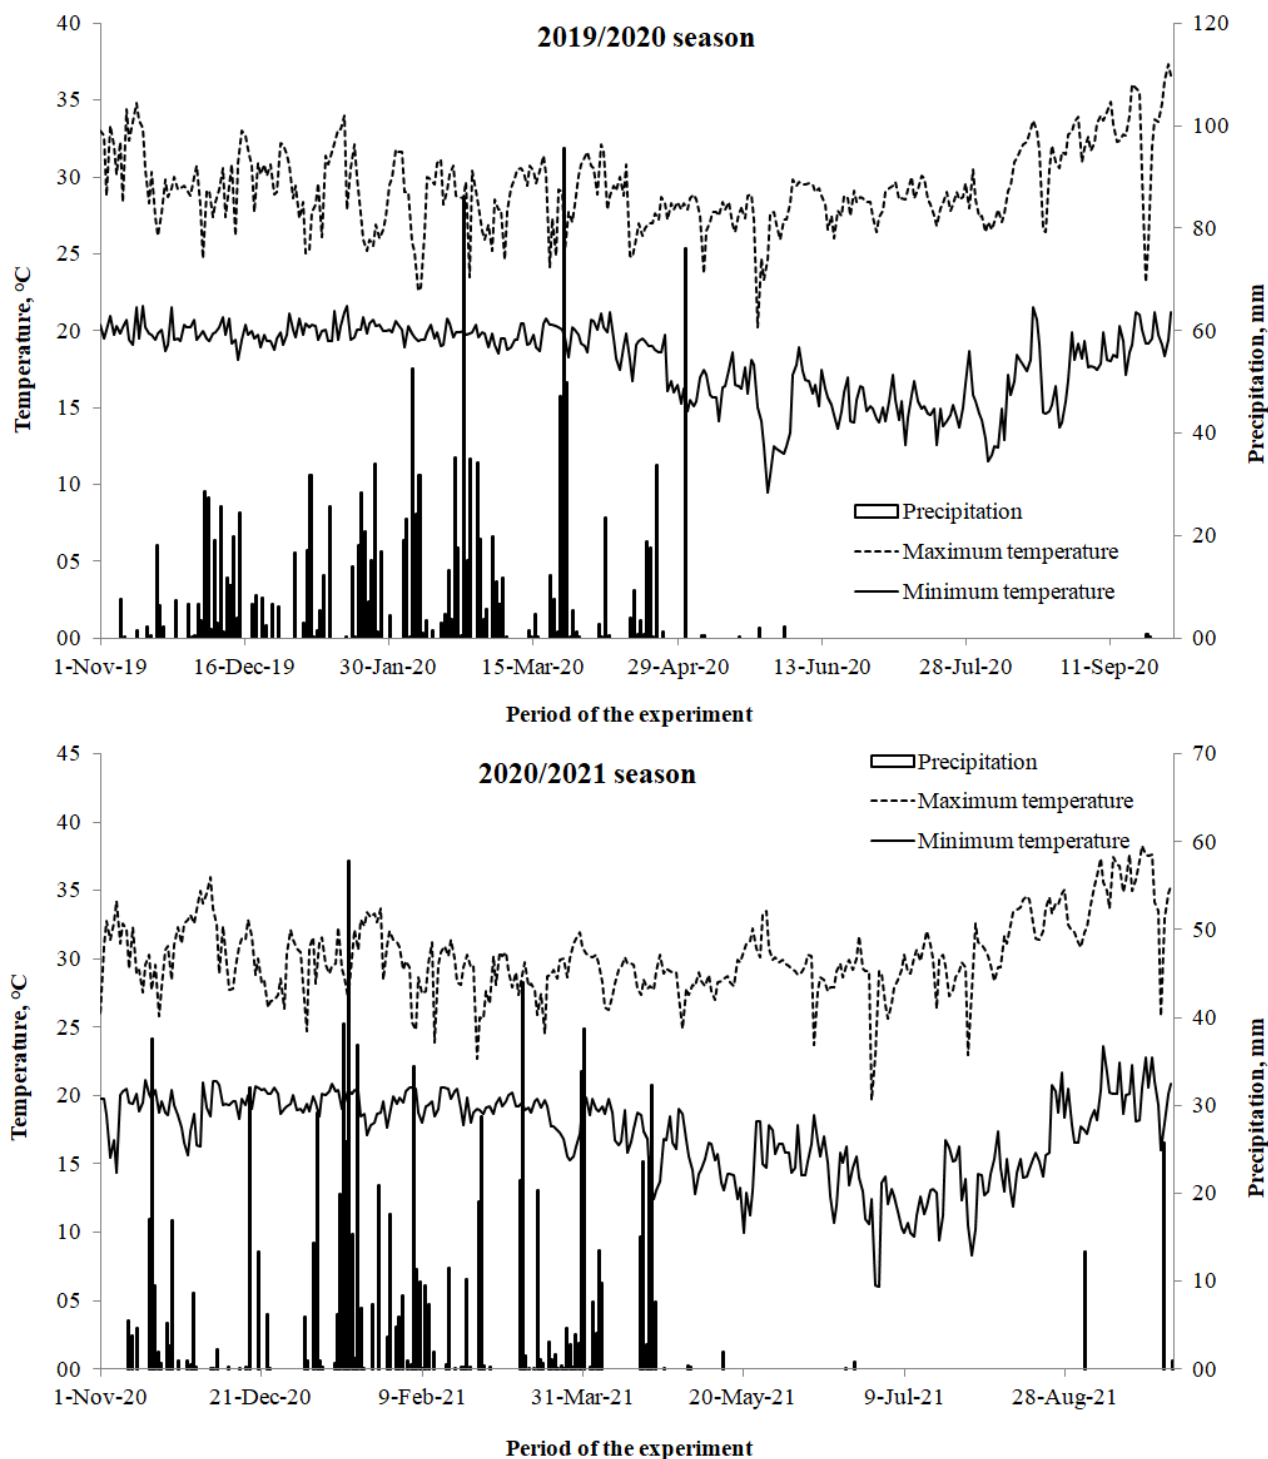 2019/2020 season
40
35
30
25
20
15
10
05
00
Temperature, °C
120
100
80
60
40
20
00
Precipitation, mm
Precipitation
Maximum temperature
Minimum temperature
1-Nov-19 16-Dec-19 30-Jan-20 15-Mar-20 29-Apr-20 13-Jun-20 28-Jul-20 11-Sep-20
Period of the experiment
2020/2021 season
45
40
35
30
25
20
15
10
05
00
Temperature, °C
70
60
50
40
30
20
10
00
Precipitation, mm
Precipitation
Maximum temperature
Minimum temperature
1-Nov-20 21-Dec-20 9-Feb-21 31-Mar-21 20-May-21 9-Jul-21 28-Aug-21
Period of the experiment